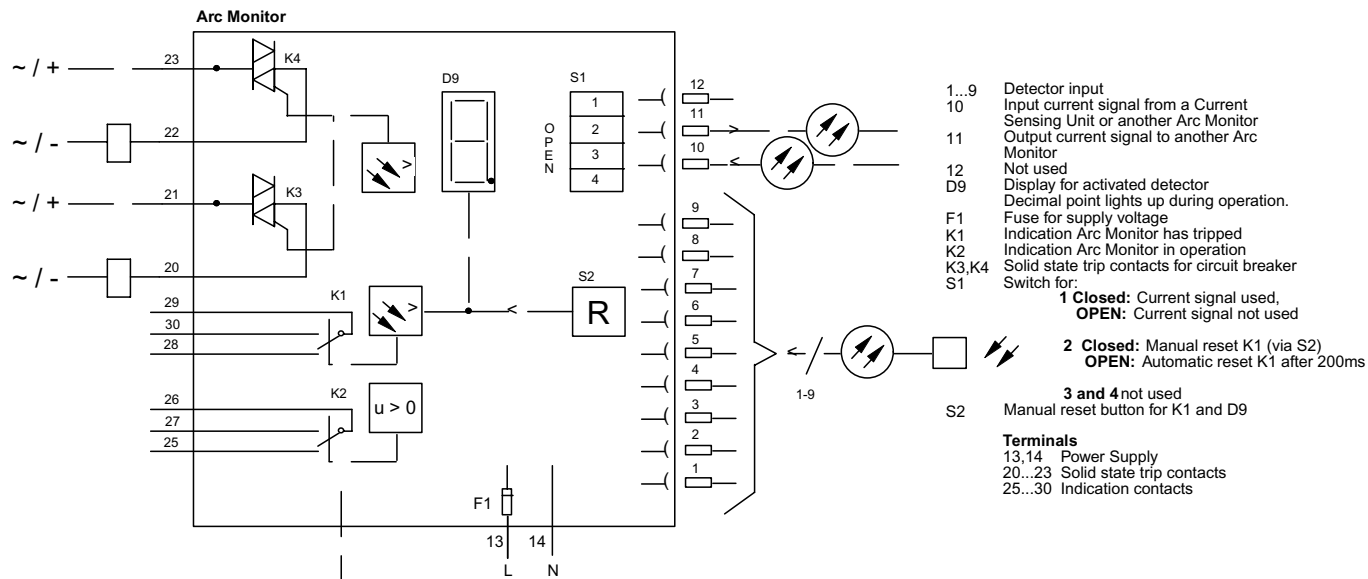 Arc Monitor
~ / +
23
K4
22
~ / -
~ / +
21
K3
20
~ / -
29
30
28
K1
26
27
25
K2
>
>
u > 0
D9
S1
1
2
3
4
OPEN
S2
R
<
12
11
10
>
<
9
8
7
6
5
4
3
2
1
<
1-9
F1
13
14
L
N
1...9 Detector input
10 Input current signal from a Current
Sensing Unit or another Arc Monitor
11 Output current signal to another Arc
Monitor
12 Not used
D9 Display for activated detector
Decimal point lights up during operation.
F1 Fuse for supply voltage
K1 Indication Arc Monitor has tripped
K2 Indication Arc Monitor in operation
K3,K4 Solid state trip contacts for circuit breaker
S1 Switch for:
1 Closed: Current signal used,
OPEN: Current signal not used
2 Closed: Manual reset K1 (via S2)
OPEN: Automatic reset K1 after 200ms
3 and 4 not used
S2 Manual reset button for K1 and D9
Terminals
13,14 Power Supply
20...23 Solid state trip contacts
25...30 Indication contacts